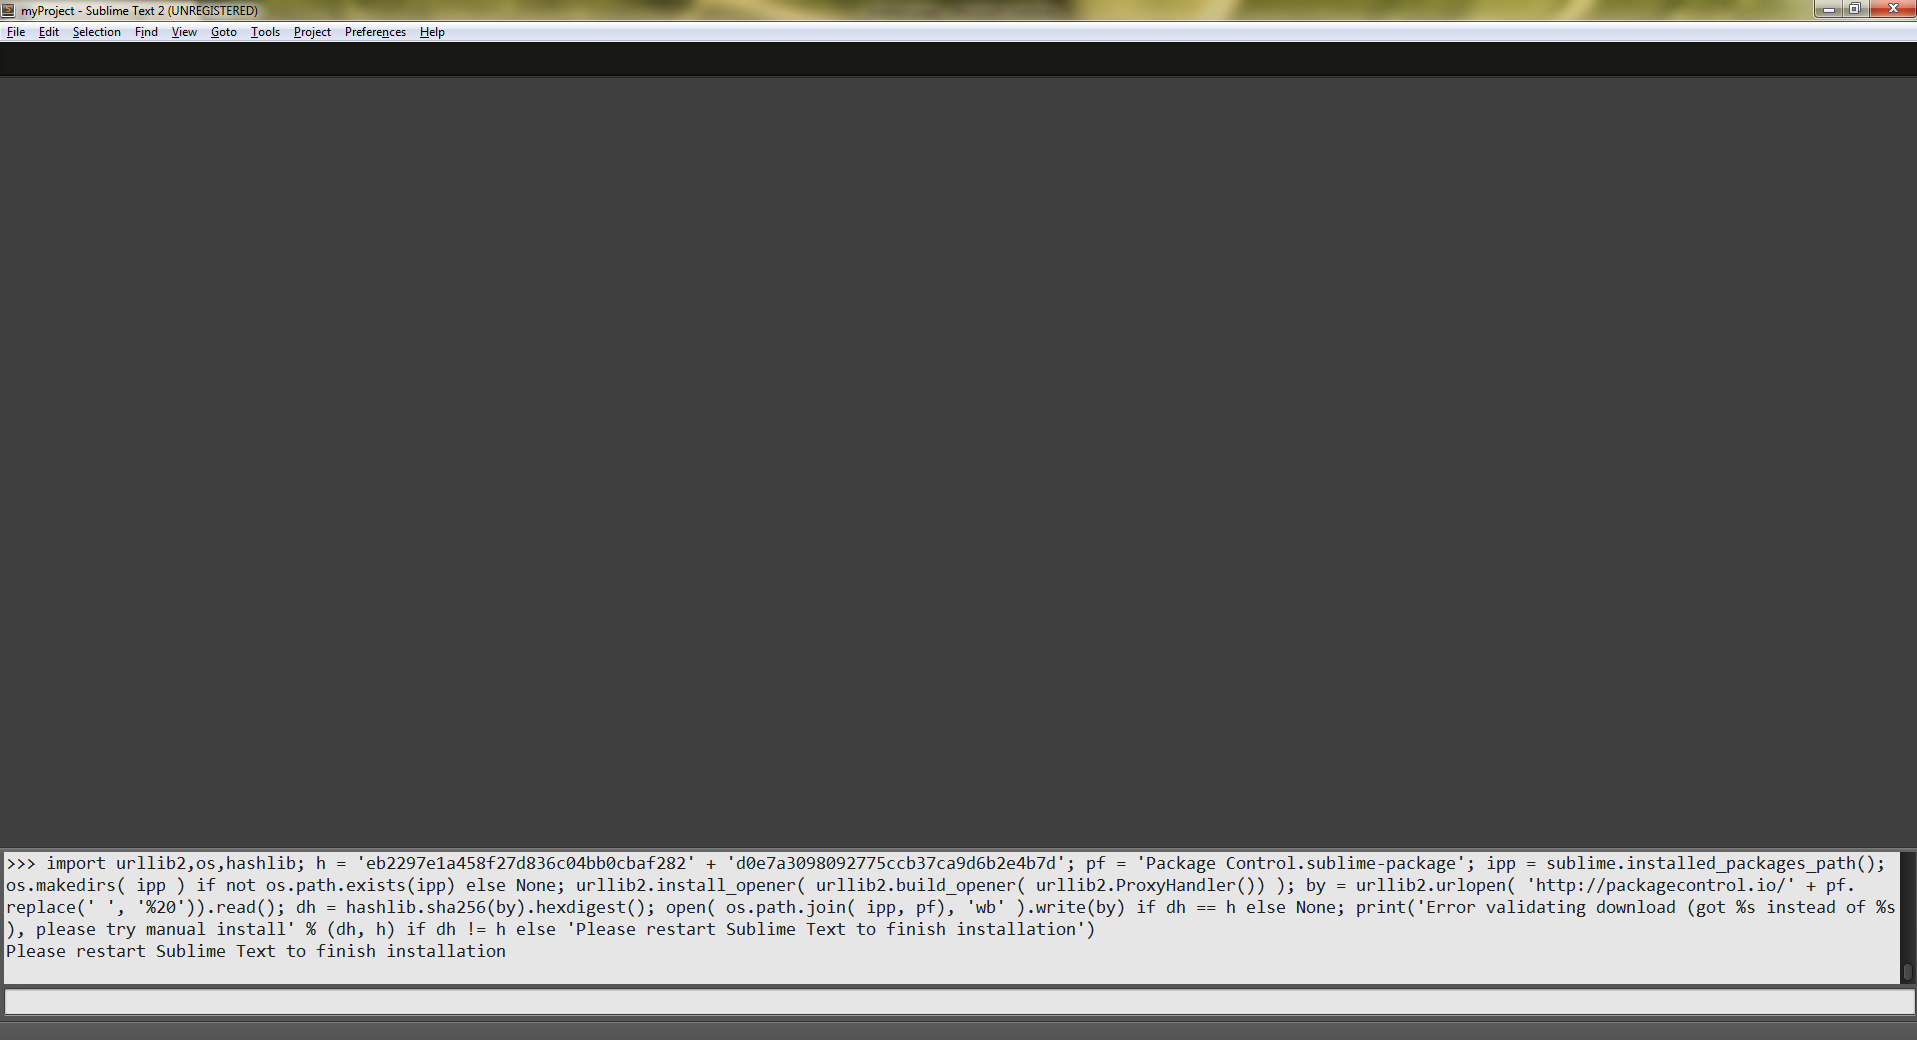 myProject - Sublime Text 2 (UNREGISTERED)
File Edit Selection Find View Goto Tools Project Preferences Help
>>> import urllib2,os,hashlib; h = 'eb2297e1a458f27d836c04bb0cbaf282' + 'd0e7a3098092775ccb37ca9d6b2e4b7d'; pf = 'Package Control.sublime-package'; ipp = sublime.installed_packages_path();
os.makedirs( ipp ) if not os.path.exists(ipp) else None; urllib2.install_opener( urllib2.build_opener( urllib2.ProxyHandler()) ); by = urllib2.urlopen( 'http://packagecontrol.io/' + pf.
replace(' ', '%20')).read(); dh = hashlib.sha256(by).hexdigest(); open( os.path.join( ipp, pf), 'wb' ).write(by) if dh == h else None; print('Error validating download (got %s instead of %s
), please try manual install' % (dh, h) if dh != h else 'Please restart Sublime Text to finish installation')
Please restart Sublime Text to finish installation